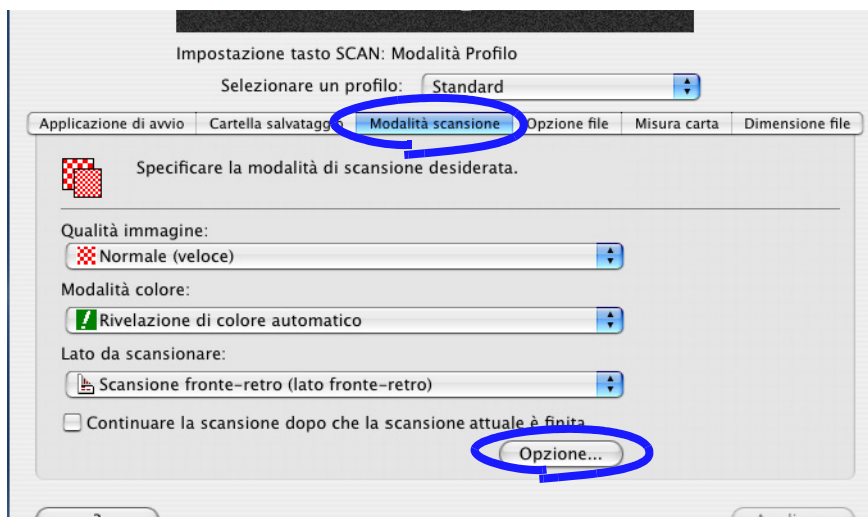 Impostazione tasto SCAN: Modalità Profilo
Selezionare un profilo: Standard
Applicazione di avvio Cartella salvataggio Modalità scansione Opzione file Misura carta Dimensione file
Specificare la modalità di scansione desiderata.
Qualità immagine:
Normale (veloce)
Modalità colore:
Rivelazione di colore automatico
Lato da scansionare:
Scansione fronte-retro (lato fronte-retro)
Continuare la scansione dopo che la scansione attuale è finita
Opzione...